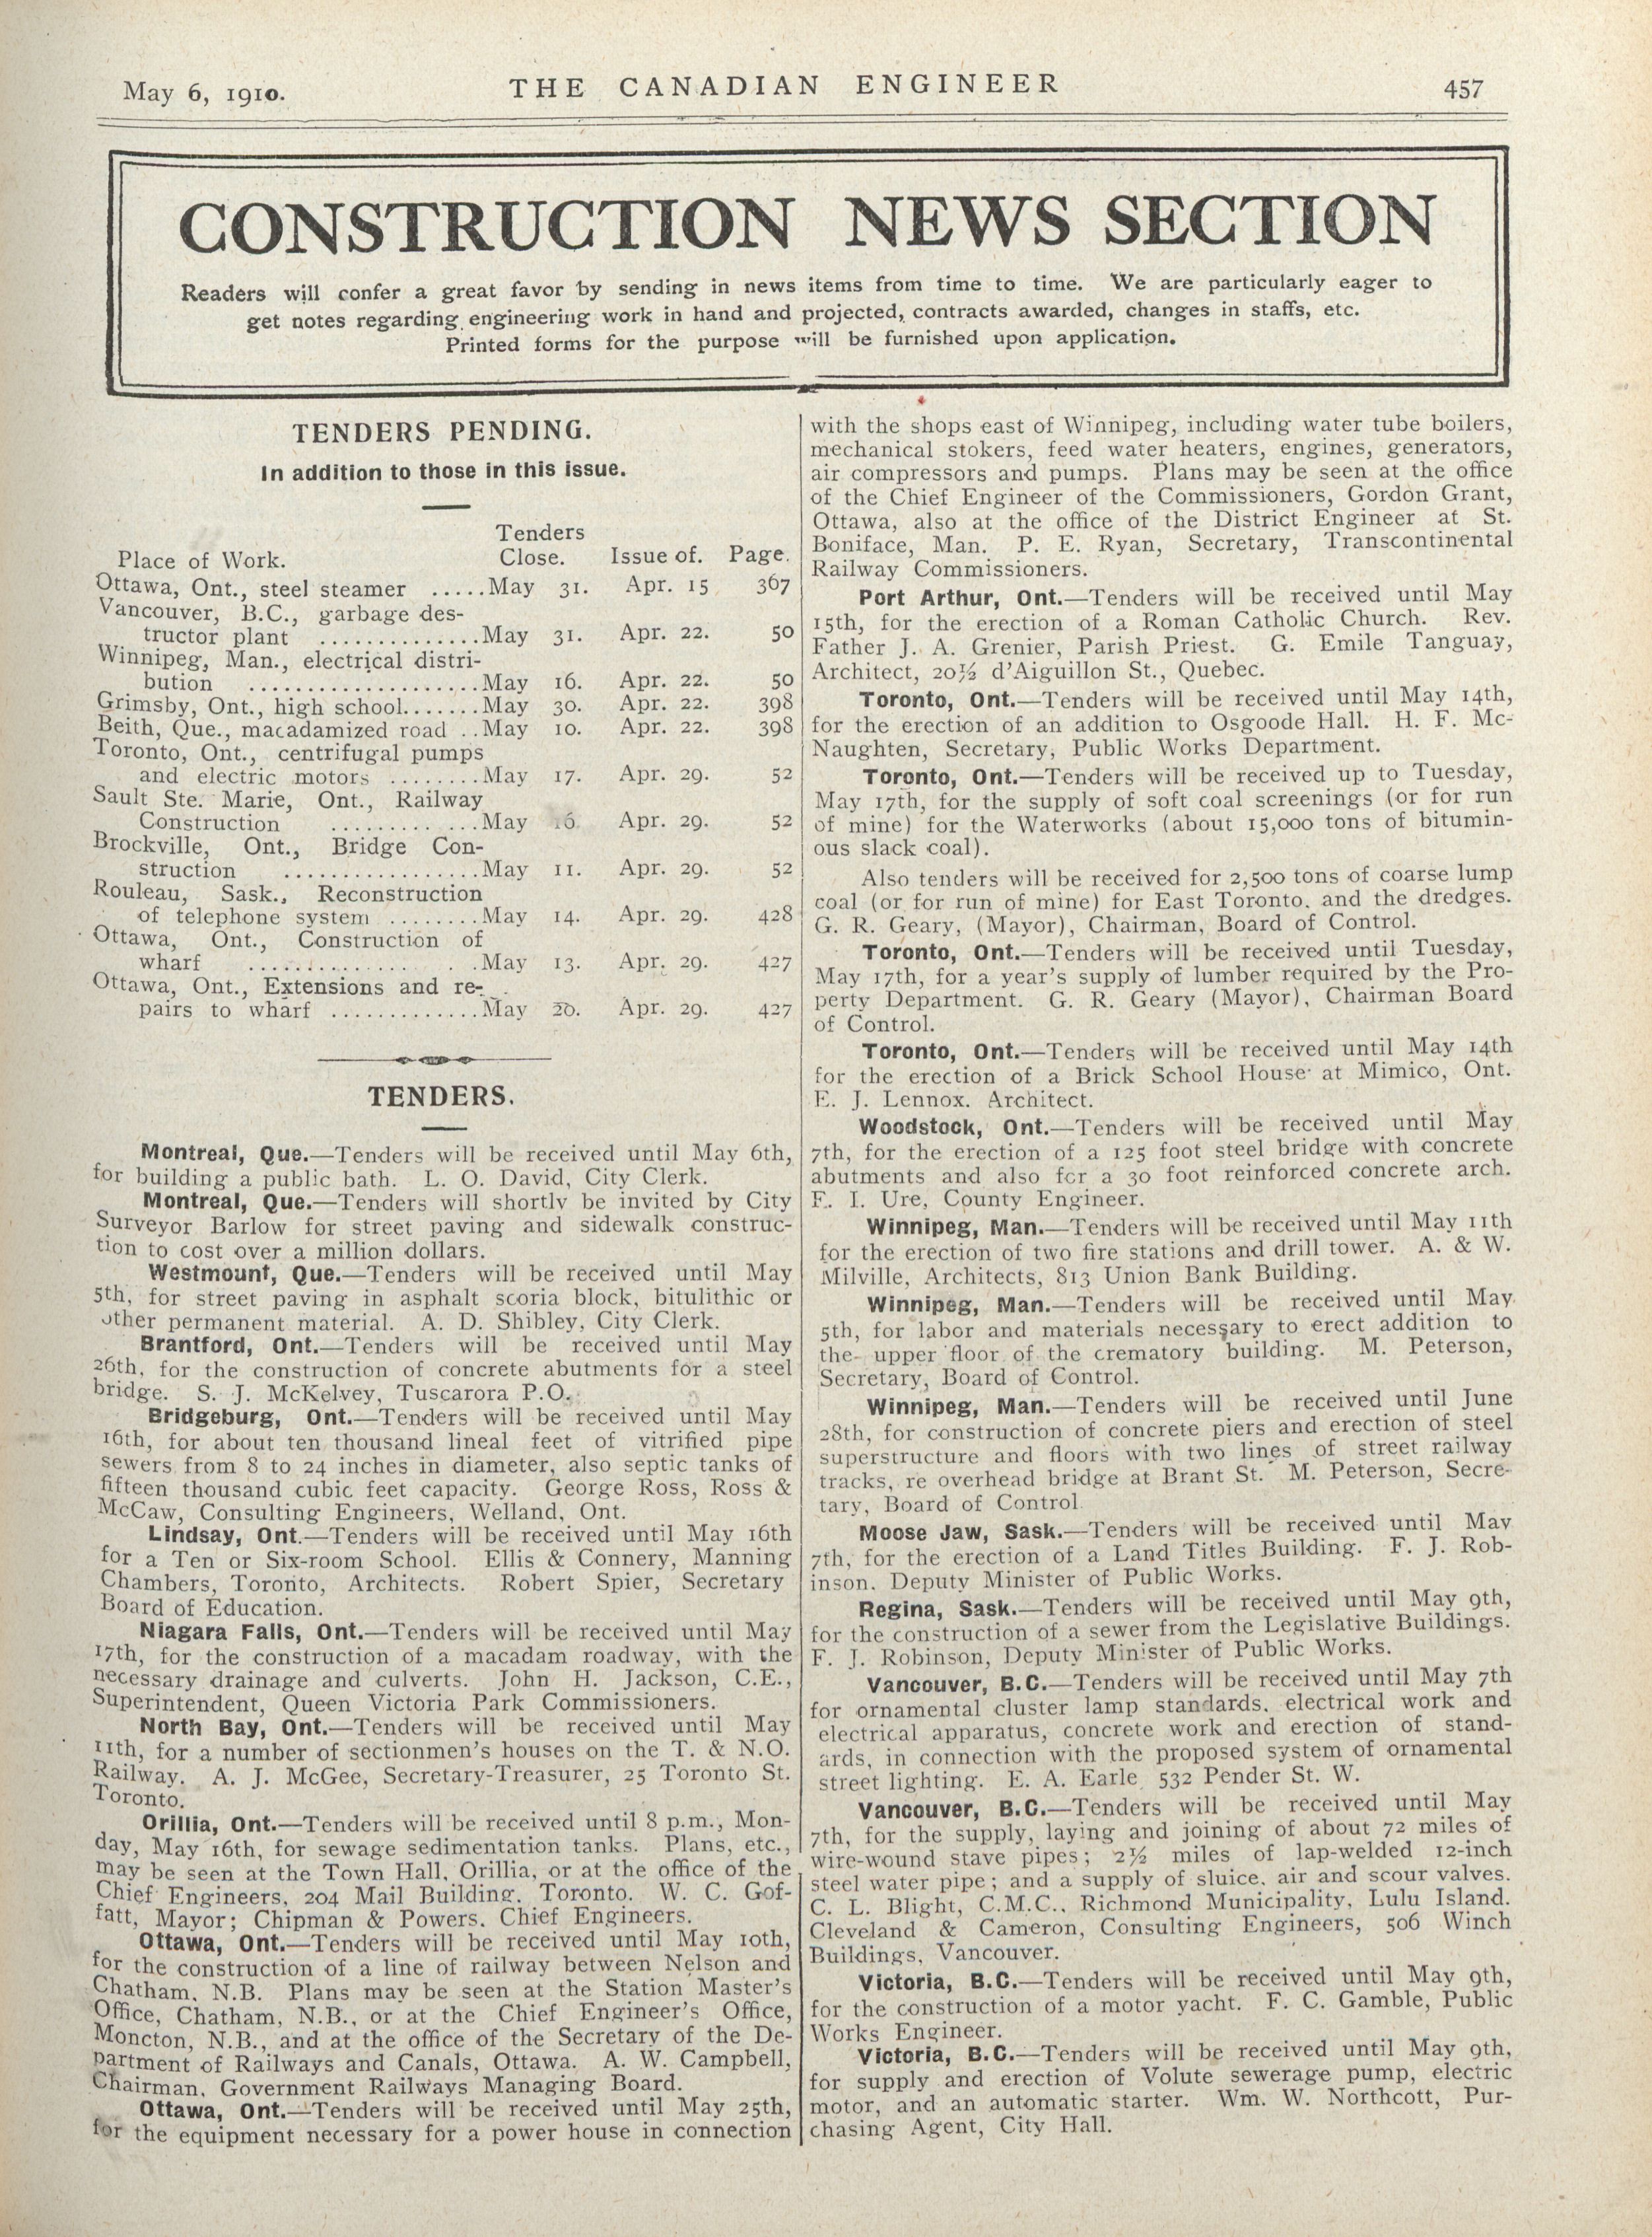 May 6, 1910.
THE CANADIAN ENGINEER
457
CONSTRUCTION NEWS SECTION
Readers will confer a great favor by sending in news items from time to time. We are particularly eager to
get notes regarding engineering work in hand and projected, contracts awarded, changes in staffs, etc.
Printed forms for the purpose will be furnished upon application.
TENDERS PENDING.
In addition to those in this issue.
Tenders
Place of Work. Close. Issue of. Page.
Ottawa, Ont., steel steamer .....May 31. Apr. 15 367
Vancouver, B.C., garbage des-
tructor plant ..............May 31. Apr. 22. 50
Winnipeg, Man., electrical distri-
bution ....................May 16. Apr. 22. 50
Grimsby, Ont., high school.......May 30. Apr. 22. 398
Beith, Que., macadamized road ..May 10. Apr. 22. 398
Toronto, Ont., centrifugal pumps
and electric motors ........May 17. Apr. 29. 52
Sault Ste. Marie, Ont., Railway
Construction ............May 16 Apr. 29. 52
Brockville, Ont., Bridge Con-
struction .................May 11. Apr. 29. 52
Rouleau, Sask., Reconstruction
of telephone system ........May 14. Apr. 29. 428
Ottawa, Ont., Construction of
wharf .................May 13. Apr. 29. 427
Ottawa, Ont., Extensions and re-
pairs to wharf .............May 20. Apr. 29. 427
TENDERS.
Montreal, Que.—Tenders will be received until May 6th,
for building a public bath. L. O. David, City Clerk.
Montreal, Que.—Tenders will shortly be invited by City
Surveyor Barlow for street paving and sidewalk construc-
tion to cost over a million dollars.
Westmount, Que.—Tenders will be received until May
5th, for street paving in asphalt scoria block, bitulithic or
other permanent material. A. D. Shibley, City Clerk.
Brantford, Ont.—Tenders will be received until May
26th, for the construction of concrete abutments for a steel
bridge. S. J. McKelvey, Tuscarora P.O.
Bridgeburg, Ont.—Tenders will be received until May
16th, for about ten thousand lineal feet of vitrified pipe
sewers from 8 to 24 inches in diameter, also septic tanks of
fifteen thousand cubic feet capacity. George Ross, Ross &
McCaw, Consulting Engineers, Welland, Ont.
Lindsay, Ont.—Tenders will be received until May 16th
for a Ten or Six-room School. Ellis & Connery, Manning
Chambers, Toronto, Architects. Robert Spier, Secretary
Board of Education.
Niagara Falls, Ont.—Tenders will be received until May
17th, for the construction of a macadam roadway, with the
necessary drainage and culverts. John H. Jackson, C.E.,
Superintendent, Queen Victoria Park Commissioners.
North Bay, Ont.—Tenders will be received until May
11th, for a number of sectionmen's houses on the T. & N.O.
Railway. A. J. McGee, Secretary-Treasurer, 25 Toronto St.
Toronto.
Orillia, Ont.—Tenders will be received until 8 p.m., Mon-
day, May 16th, for sewage sedimentation tanks. Plans, etc.,
may be seen at the Town Hall, Orillia, or at the office of the
Chief Engineers, 204 Mail Building, Toronto. W. C. Gof-
fatt, Mayor; Chipman & Powers. Chief Engineers.
Ottawa, Ont.—Tenders will be received until May 10th,
for the construction of a line of railway between Nelson and
Chatham, N.B. Plans may be seen at the Station Master's
Office, Chatham, N.B., or at the Chief Engineer's Office,
Moncton, N.B., and at the office of the Secretary of the De-
partment of Railways and Canals, Ottawa. A. W. Campbell,
Chairman, Government Railways Managing Board.
Ottawa, Ont.—Tenders will be received until May 25th,
for the equipment necessary for a power house in connection
with the shops east of Winnipeg, including water tube boilers,
mechanical stokers, feed water heaters, engines, generators,
air compressors and pumps. Plans may be seen at the office
of the Chief Engineer of the Commissioners, Gordon Grant,
Ottawa, also at the office of the District Engineer at St.
Boniface, Man. P. E. Ryan, Secretary, Transcontinental
Railway Commissioners.
Port Arthur, Ont.—Tenders will be received until May
15th, for the erection of a Roman Catholic Church. Rev.
Father J. A. Grenier, Parish Priest. G. Emile Tanguay,
Architect, 20½ d'Aiguillon St., Quebec.
Toronto, Ont.—Tenders will be received until May 14th,
for the erection of an addition to Osgoode Hall. H. F. Mc-
Naughten, Secretary, Public Works Department.
Toronto, Ont.—Tenders will be received up to Tuesday,
May 17th, for the supply of soft coal screenings (or for run
of mine) for the Waterworks (about 15,000 tons of bitumin-
ous slack coal).
Also tenders will be received for 2,500 tons of coarse lump
coal (or for run of mine) for East Toronto, and the dredges.
G. R. Geary, (Mayor), Chairman, Board of Control.
Toronto, Ont.—Tenders will be received until Tuesday,
May 17th, for a year's supply of lumber required by the Pro-
perty Department. G. R. Geary (Mayor), Chairman Board
of Control.
Toronto, Ont.—Tenders will be received until May 14th
for the erection of a Brick School House at Mimico, Ont.
E. J. Lennox. Architect.
Woodstock, Ont.—Tenders will be received until May
7th, for the erection of a 125 foot steel bridge with concrete
abutments and also for a 30 foot reinforced concrete arch.
F. I. Ure, County Engineer.
Winnipeg, Man.—Tenders will be received until May 11th
for the erection of two fire stations and drill tower. A. & W.
Milville, Architects, 813 Union Bank Building.
Winnipeg, Man.—Tenders will be received until May
5th, for labor and materials necessary to erect addition to
the upper floor of the crematory building. M. Peterson,
Secretary, Board of Control.
Winnipeg, Man.—Tenders will be received until June
28th, for construction of concrete piers and erection of steel
superstructure and floors with two lines of street railway
tracks, re overhead bridge at Brant St. M. Peterson, Secre-
tary, Board of Control
Moose Jaw, Sask.—Tenders will be received until May
7th, for the erection of a Land Titles Building. F. J. Rob-
inson. Deputy Minister of Public Works.
Regina, Sask.—Tenders will be received until May 9th,
for the construction of a sewer from the Legislative Buildings.
F. J. Robinson, Deputy Minister of Public Works.
Vancouver, B.C.—Tenders will be received until May 7th
for ornamental cluster lamp standards, electrical work and
electrical apparatus, concrete work and erection of stand-
ards, in connection with the proposed system of ornamental
street lighting. E. A. Earle 532 Pender St. W.
Vancouver, B.C.—Tenders will be received until May
7th, for the supply, laying and joining of about 72 miles of
wire-wound stave pipes; 2½ miles of lap-welded 12-inch
steel water pipe; and a supply of sluice, air and scour valves.
C. L. Blight, C.M.C., Richmond Municipality, Lulu Island.
Cleveland & Cameron, Consulting Engineers, 506 Winch
Buildings, Vancouver.
Victoria, B.C.—Tenders will be received until May 9th,
for the construction of a motor yacht. F. C. Gamble, Public
Works Engineer.
Victoria, B.C.—Tenders will be received until May 9th,
for supply and erection of Volute sewerage pump, electric
motor, and an automatic starter. Wm. W. Northcott, Pur-
chasing Agent, City Hall.